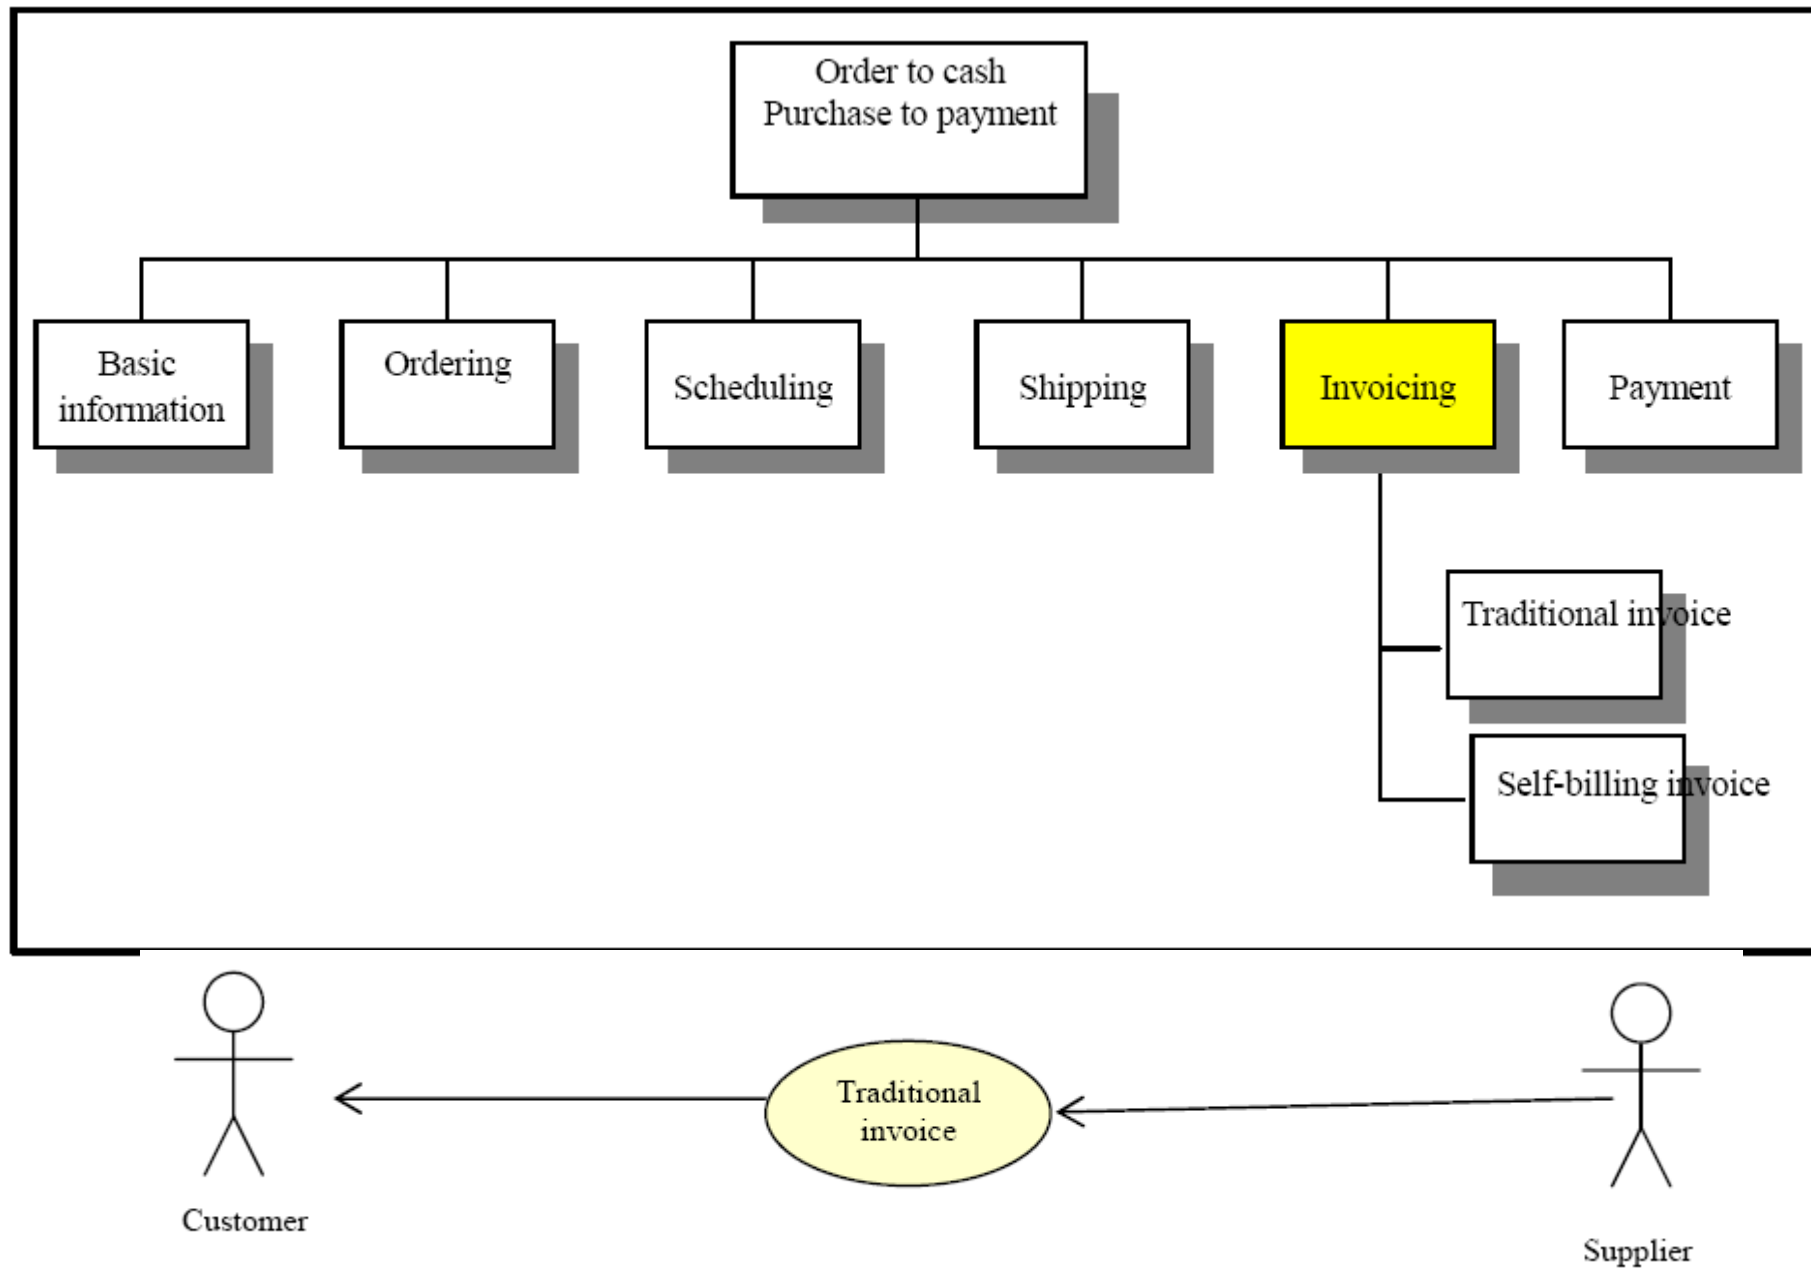 Order to cash
Purchase to payment
Basic
information
Ordering
Scheduling
Shipping
Invoicing
Payment
Traditional invoice
Self-billing invoice
Traditional
invoice
Customer
Supplier